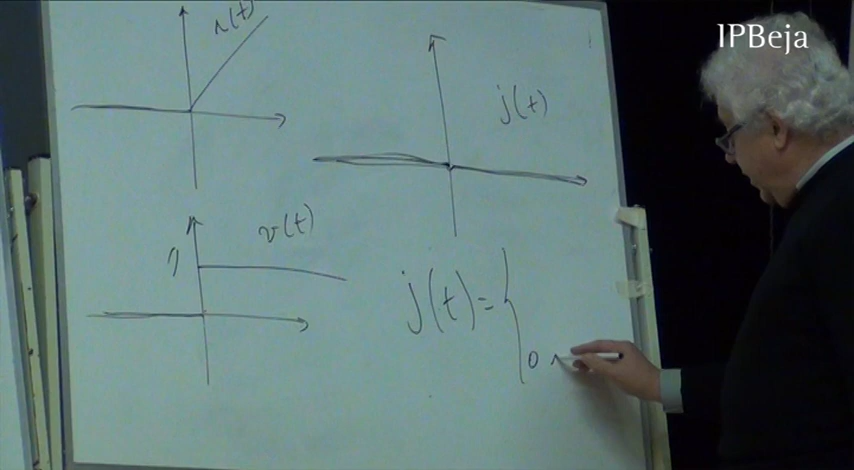 IPBeja
r(t)
j(t)
v(t)
1
j(t)={
0